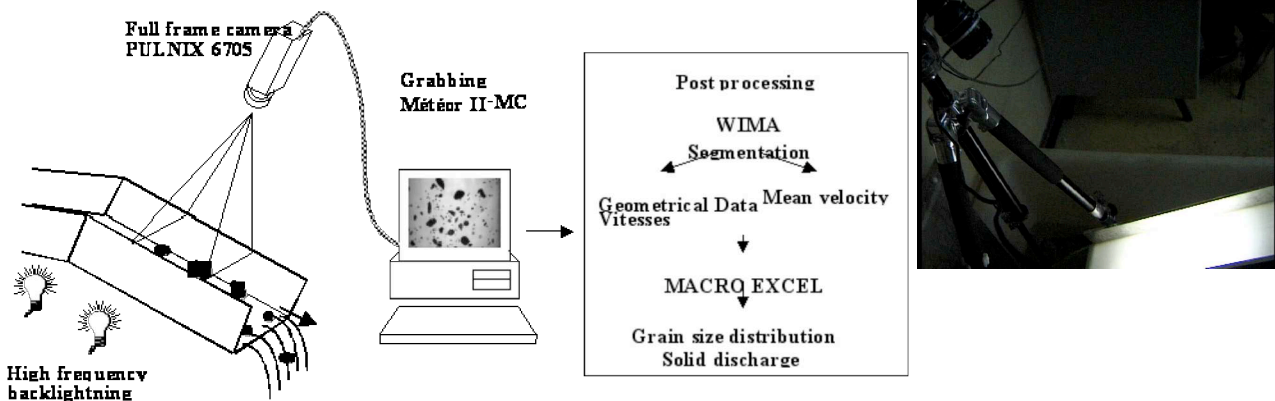 Full frame camera
PULNIX 6705
Grabbing
Météor II-MC
High frequency
backlightning
Post processing
WIMA
Segmentation
Geometrical Data
Vitesses
Mean velocity
MACRO EXCEL
Grain size distribution
Solid discharge